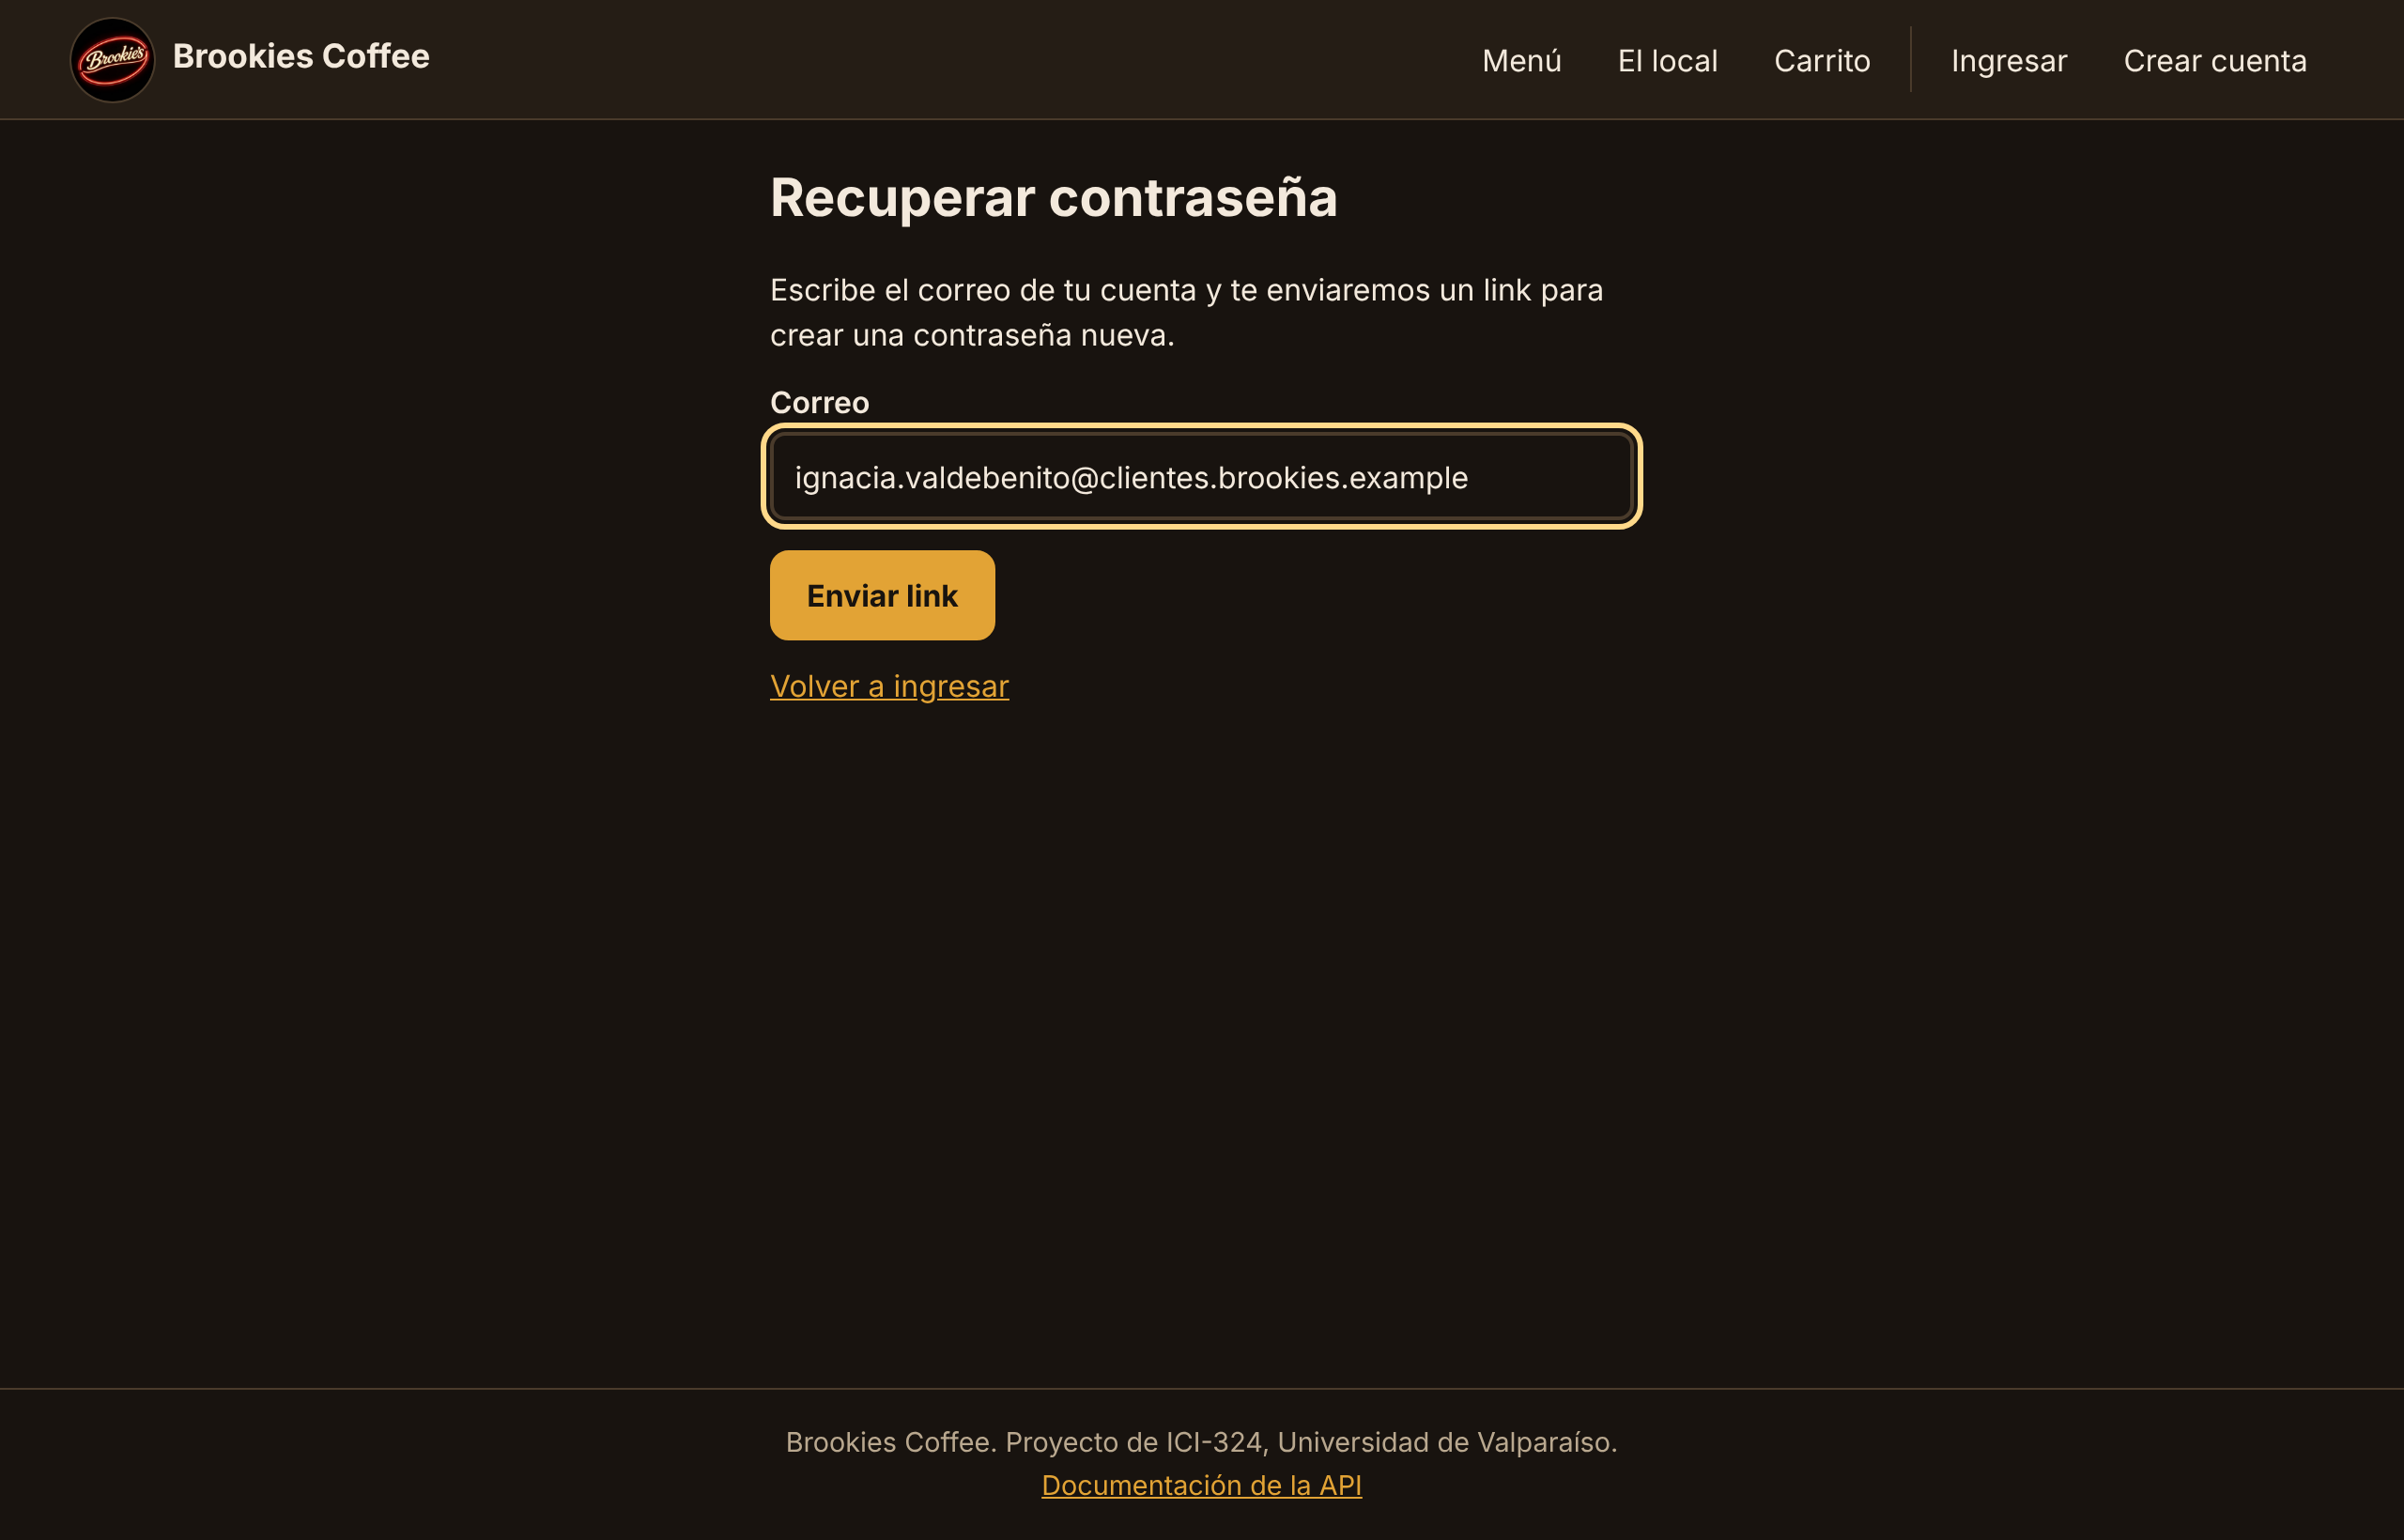 Brookies
Brookies Coffee
Menú
El local
Carrito
Ingresar
Crear cuenta
Recuperar contraseña
Escribe el correo de tu cuenta y te enviaremos un link para
crear una contraseña nueva.
Correo
ignacia.valdebenito@clientes.brookies.example
Enviar link
Volver a ingresar
Brookies Coffee. Proyecto de ICI-324, Universidad de Valparaíso.
Documentación de la API